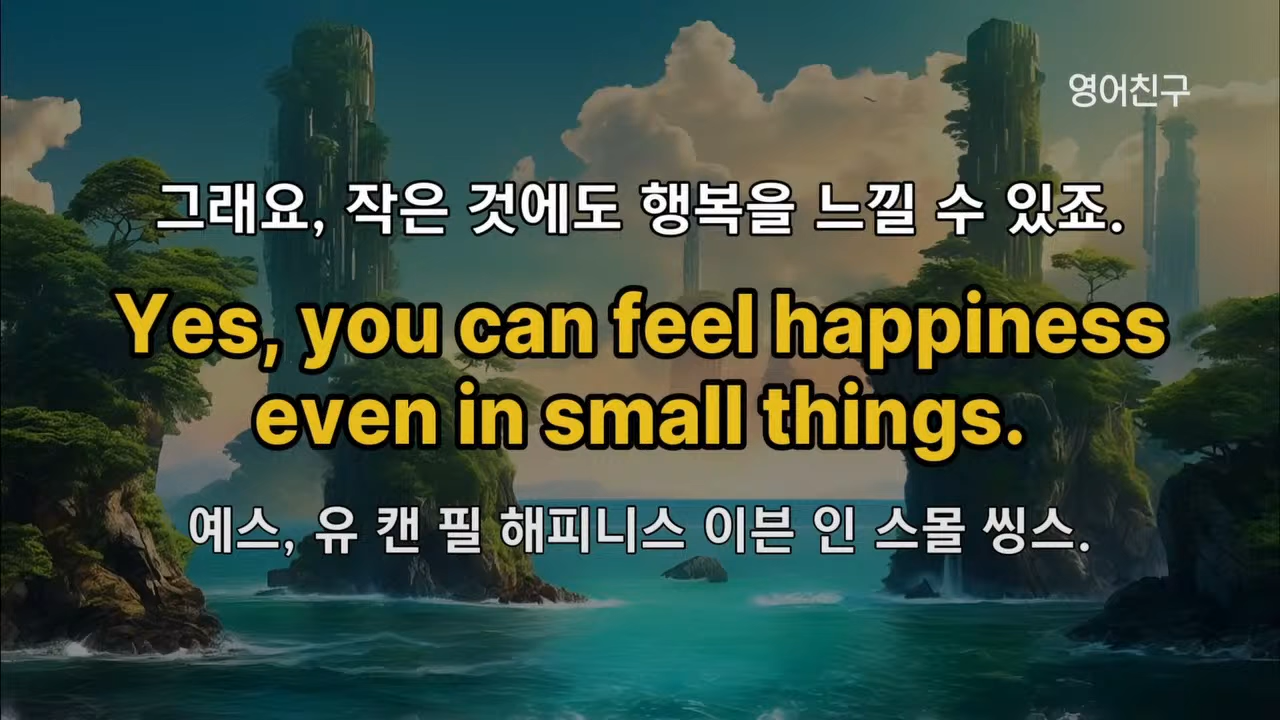 영어친구
그래요, 작은 것에도 행복을 느낄 수 있죠.
Yes, you can feel happiness
even in small things.
예스, 유 캔 필 해피니스 이븐 인 스몰 씽스.